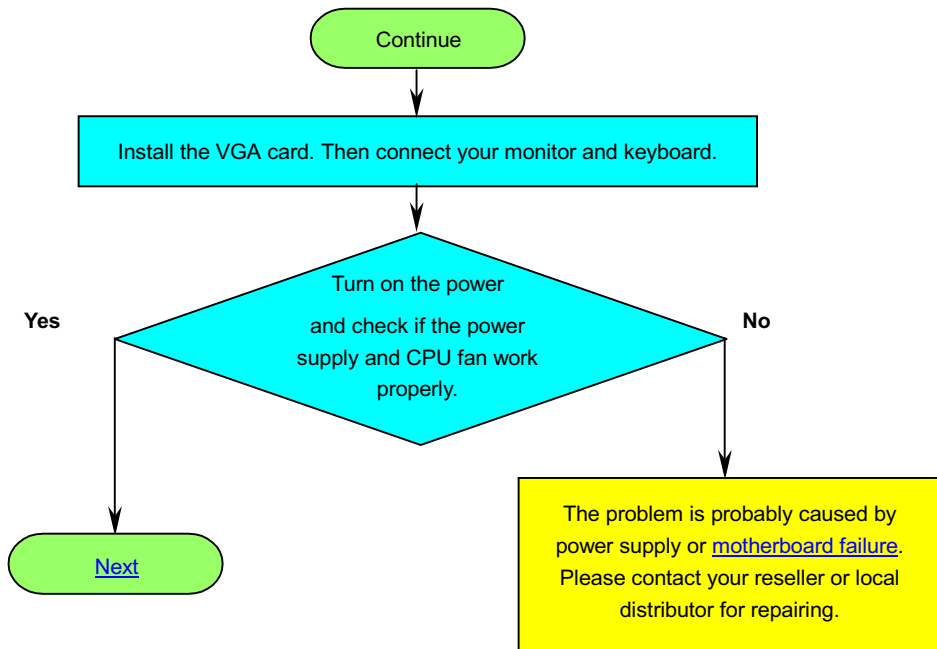 Continue
Install the VGA card. Then connect your monitor and keyboard.
Turn on the power
and check if the power
supply and CPU fan work
properly.
Yes
No
Next
The problem is probably caused by
power supply or motherboard failure.
Please contact your reseller or local
distributor for repairing.